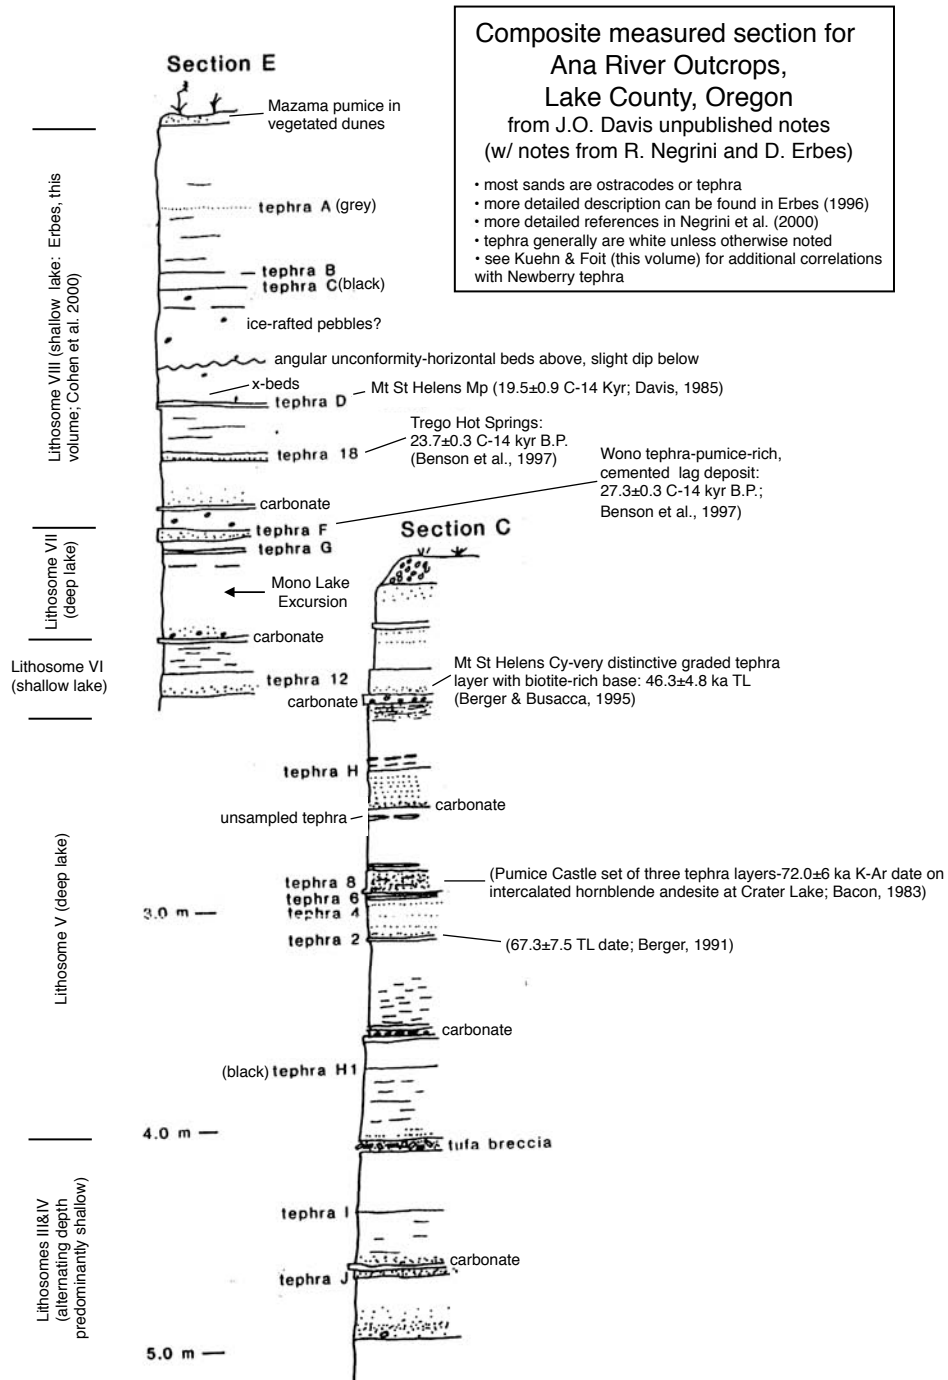 Composite measured section for
Ana River Outcrops,
Lake County, Oregon
from J.O. Davis unpublished notes
(w/ notes from R. Negrini and D. Erbes)
• most sands are ostracodes or tephra
• more detailed description can be found in Erbes (1996)
• more detailed references in Negrini et al. (2000)
• tephra generally are white unless otherwise noted
• see Kuehn & Foit (this volume) for additional correlations
with Newberry tephra
Section E
Mazama pumice in
vegetated dunes
tephra A (grey)
tephra B
tephra C (black)
ice-rafted pebbles?
angular unconformity-horizontal beds above, slight dip below
x-beds
Mt St Helens Mp (19.5±0.9 C-14 Kyr; Davis, 1985)
tephra D
Trego Hot Springs:
23.7±0.3 C-14 kyr B.P.
(Benson et al., 1997)
tephra 18
Wono tephra-pumice-rich,
cemented lag deposit:
27.3±0.3 C-14 kyr B.P.;
Benson et al., 1997)
carbonate
tephra F
tephra G
Mono Lake
Excursion
carbonate
tephra 12
Lithosome VIII (shallow lake: Erbes, this
volume; Cohen et al. 2000)
Lithosome VII
(deep lake)
Lithosome VI
(shallow lake)
Section C
Mt St Helens Cy-very distinctive graded tephra
layer with biotite-rich base: 46.3±4.8 ka TL
(Berger & Busacca, 1995)
carbonate
tephra H
carbonate
unsampled tephra
tephra 8
(Pumice Castle set of three tephra layers-72.0±6 ka K-Ar date on
intercalated hornblende andesite at Crater Lake; Bacon, 1983)
tephra 6
3.0 m
tephra 4
tephra 2
(67.3±7.5 TL date; Berger, 1991)
Lithosome V (deep lake)
carbonate
(black) tephra H1
4.0 m
tufa breccia
tephra I
carbonate
tephra J
Lithosomes III&IV
(alternating depth
predominantly shallow)
5.0 m